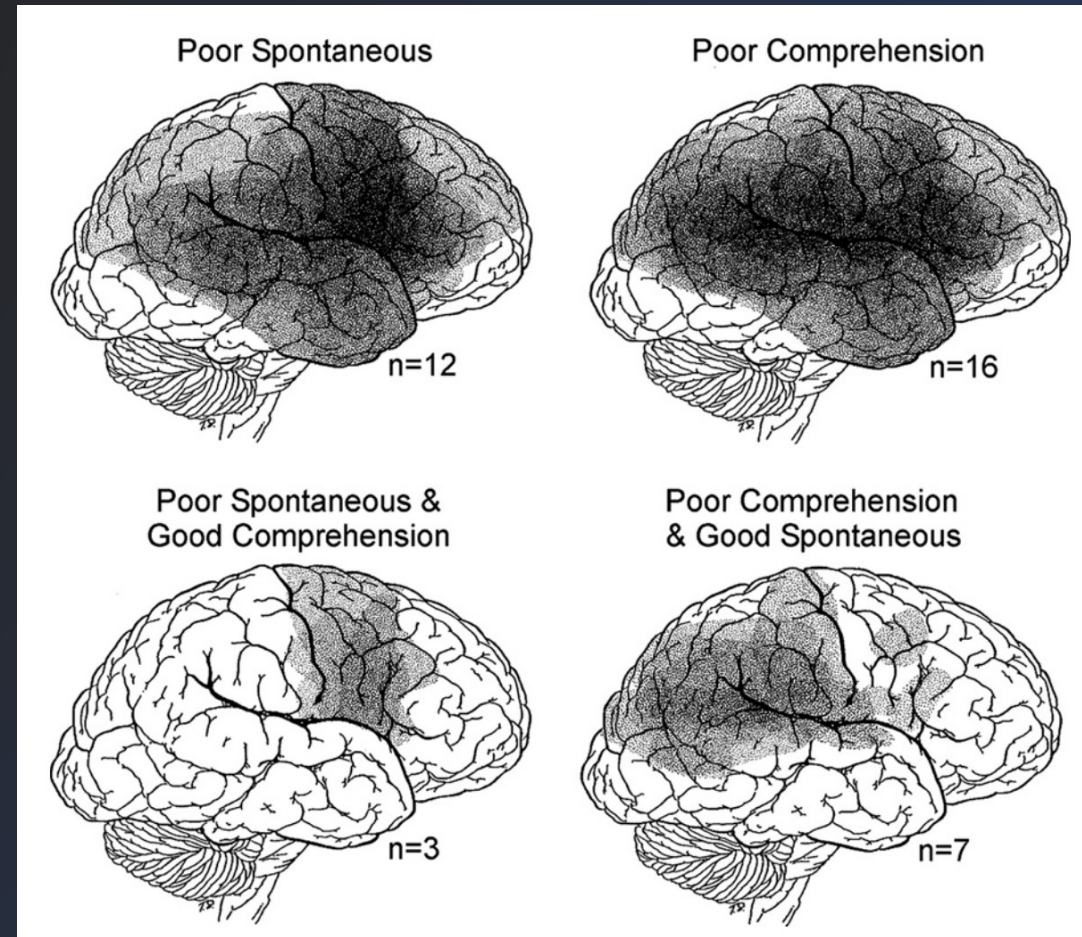 Poor Spontaneous
Poor Comprehension
n=12
n=16
Poor Spontaneous &
Good Comprehension
Poor Comprehension
& Good Spontaneous
n=3
n=7